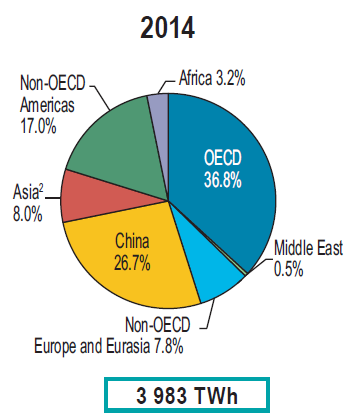 2014
Africa 3.2%
Non-OECD
Americas
17.0%
OECD
36.8%
Asia²
8.0%
China
26.7%
Middle East
0.5%
Non-OECD
Europe and Eurasia 7.8%
3 983 TWh